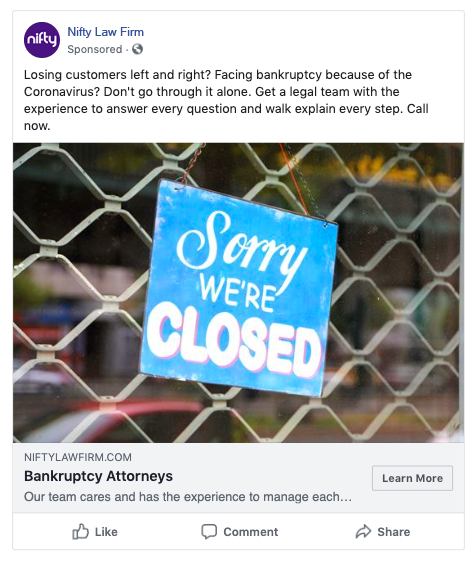 nifty
Nifty Law Firm
Sponsored ·
Losing customers left and right? Facing bankruptcy because of the
Coronavirus? Don't go through it alone. Get a legal team with the
experience to answer every question and walk explain every step. Call
now.
Sorry
WE'RE
CLOSED
NIFTYLAWFIRM.COM
Bankruptcy Attorneys
Learn More
Our team cares and has the experience to manage each...
Like
Comment
Share